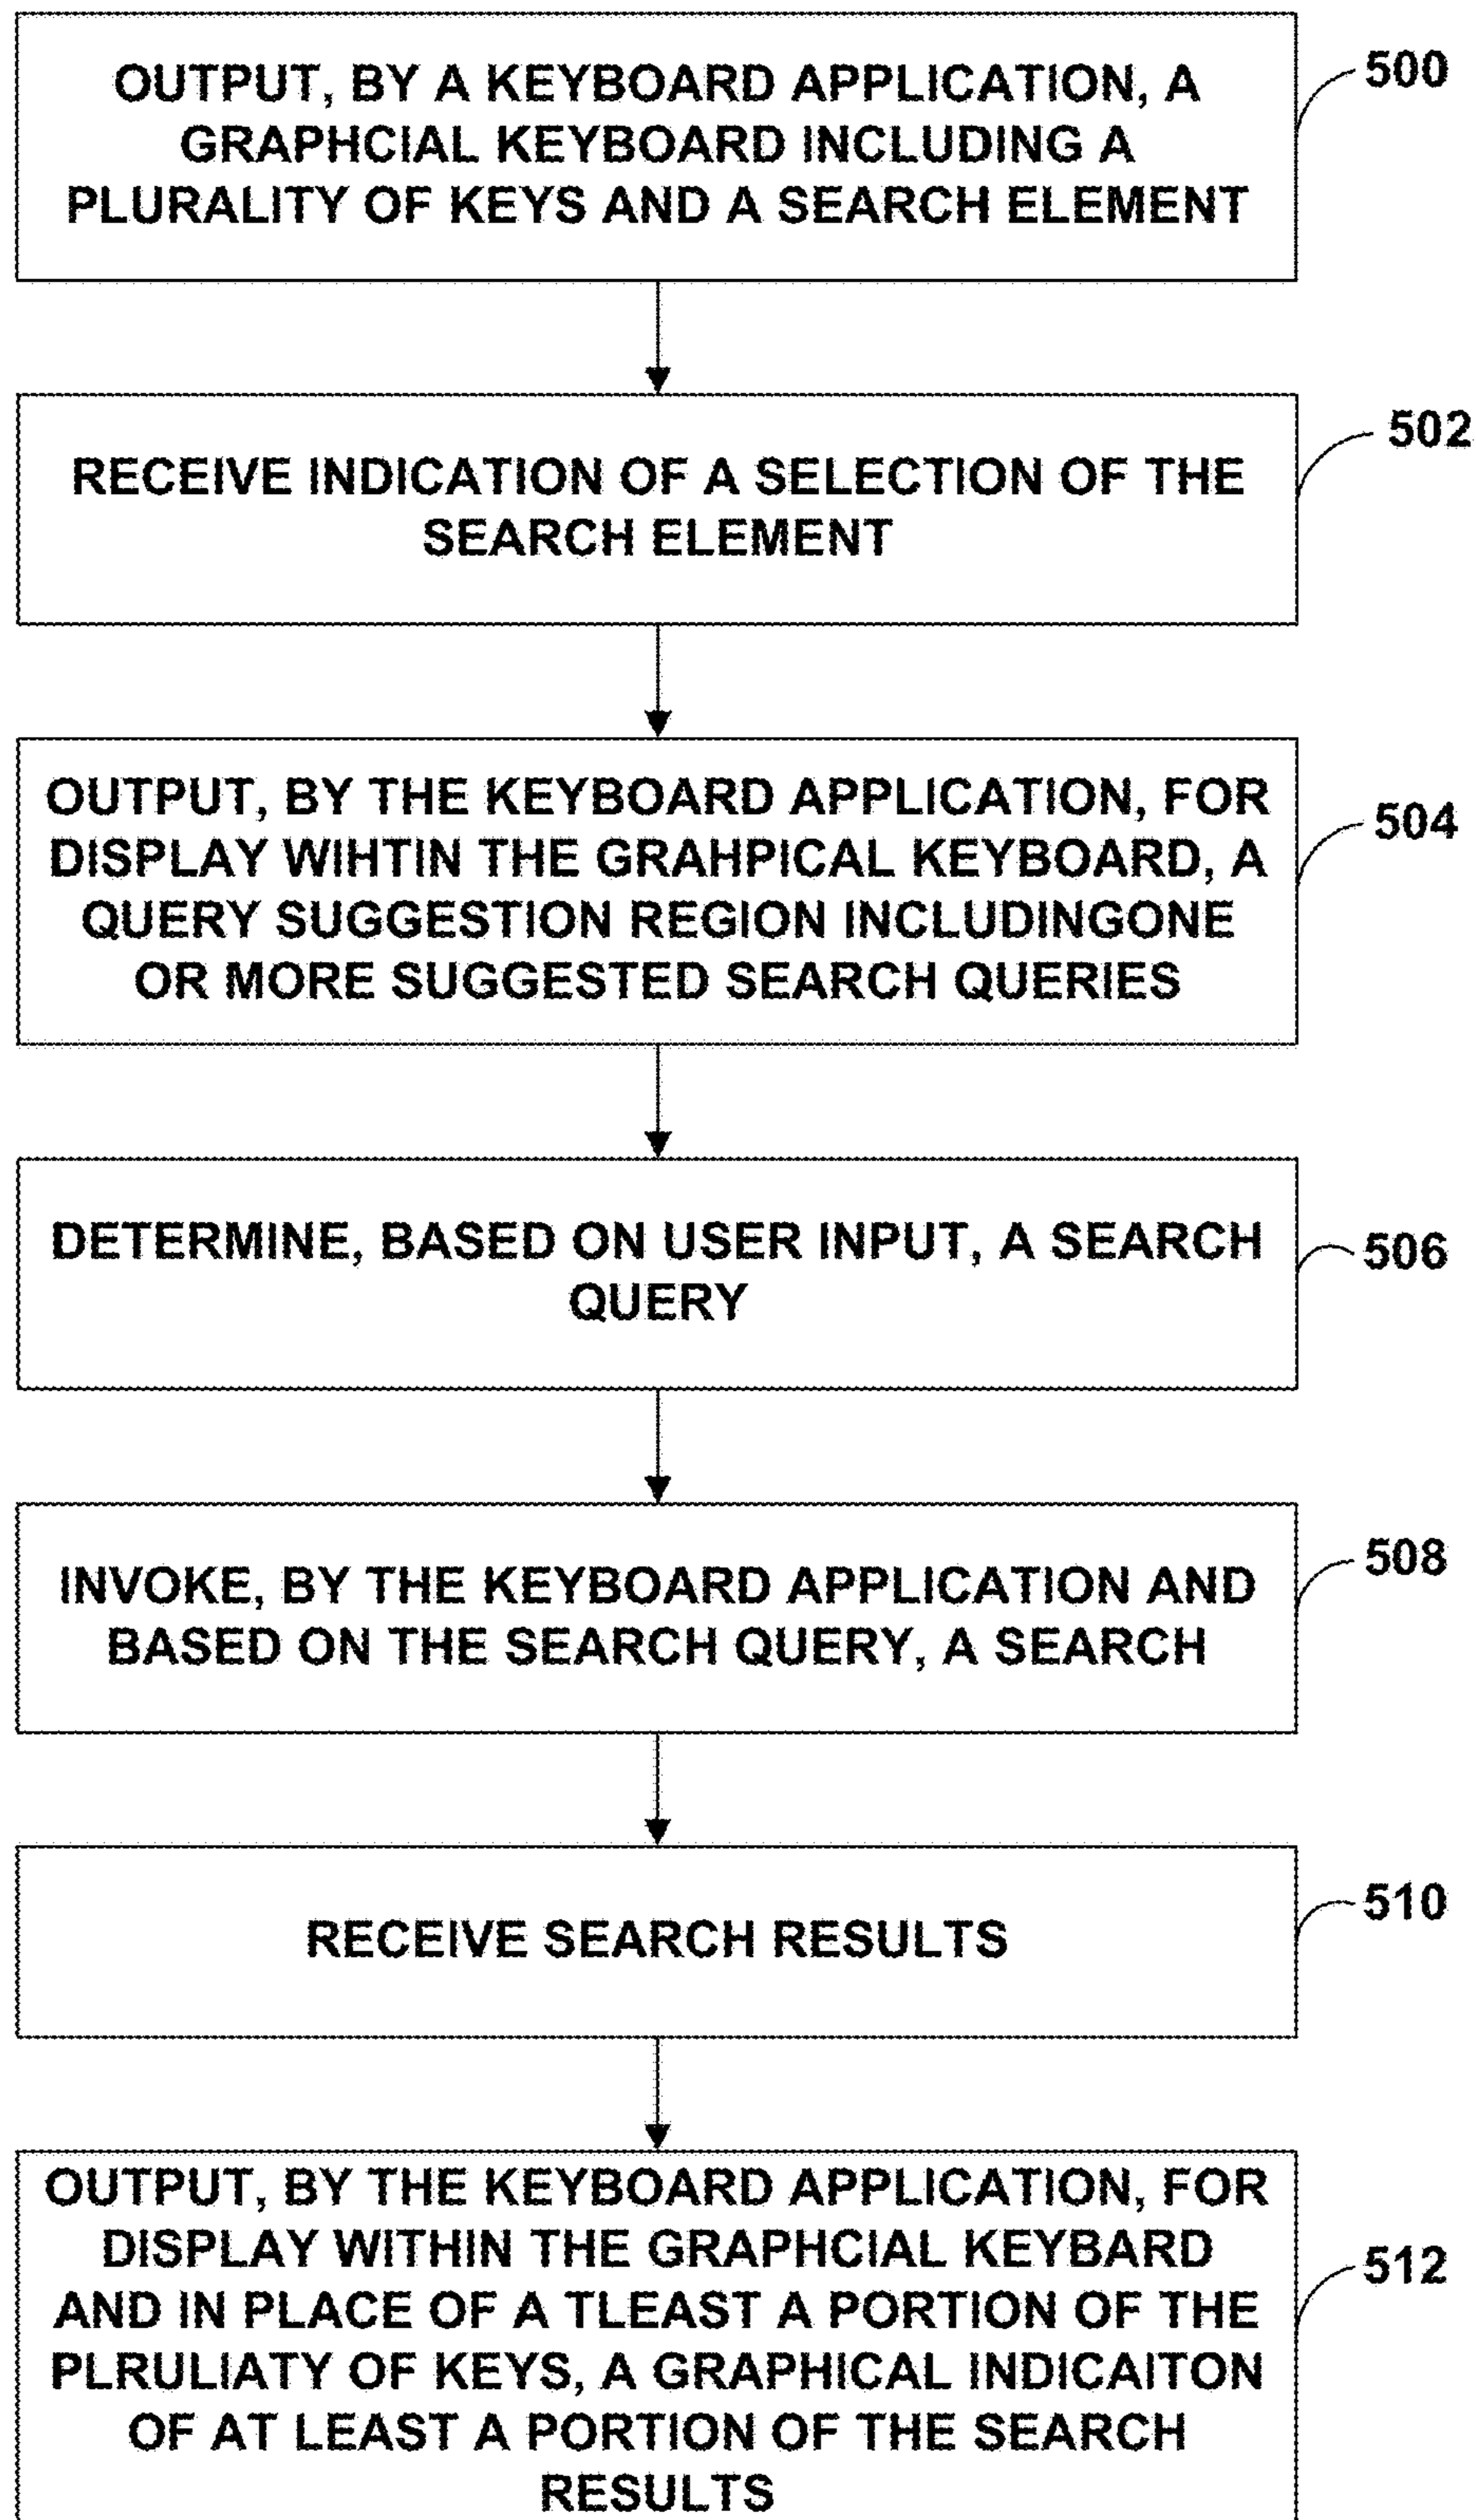 OUTPUT, BY A KEYBOARD APPLICATION, A
GRAPHCIAL KEYBOARD INCLUDING A
PLURALITY OF KEYS AND A SEARCH ELEMENT
500
RECEIVE INDICATION OF A SELECTION OF THE
SEARCH ELEMENT
502
OUTPUT, BY THE KEYBOARD APPLICATION, FOR
DISPLAY WIHTIN THE GRAHPICAL KEYBOARD, A
QUERY SUGGESTION REGION INCLUDINGONE
OR MORE SUGGESTED SEARCH QUERIES
504
DETERMINE, BASED ON USER INPUT, A SEARCH
QUERY
506
INVOKE, BY THE KEYBOARD APPLICATION AND
BASED ON THE SEARCH QUERY, A SEARCH
508
RECEIVE SEARCH RESULTS
510
OUTPUT, BY THE KEYBOARD APPLICATION, FOR
DISPLAY WITHIN THE GRAPHCIAL KEYBARD
AND IN PLACE OF A TLEAST A PORTION OF THE
PLRULIATY OF KEYS, A GRAPHICAL INDICAITON
OF AT LEAST A PORTION OF THE SEARCH
RESULTS
512